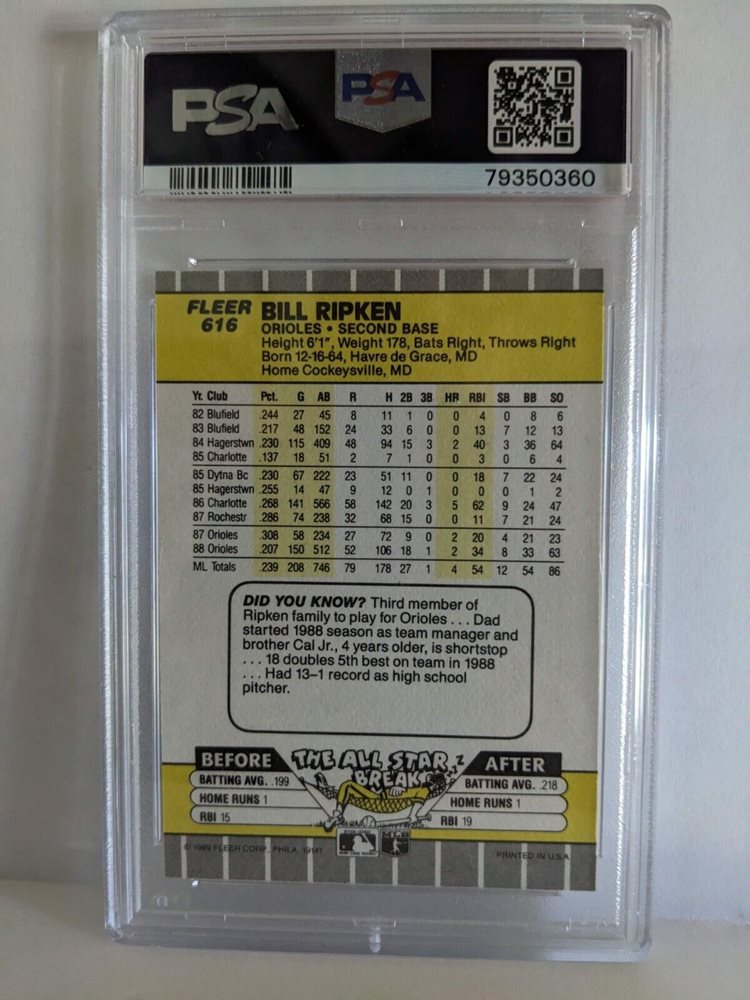 PSA PSA
79350360
FLEER 616
BILL RIPKEN
ORIOLES • SECOND BASE
Height 6'1", Weight 178, Bats Right, Throws Right
Born 12-16-64, Havre de Grace, MD
Home Cockeysville, MD
Yr. Club Pct. G AB R H 2B 3B HR RBI SB BB SO
82 Blufield .244 27 45 8 11 1 0 0 4 0 8 6
83 Blufield .217 48 152 24 33 6 0 0 13 7 12 13
84 Hagerstwn .230 115 409 48 94 15 3 2 40 3 36 64
85 Charlotte .137 18 51 2 7 1 0 0 3 0 6 4
85 Dytna Bc .230 67 222 23 51 11 0 0 18 7 22 24
85 Hagerstwn .255 14 47 9 12 0 1 0 0 0 1 2
86 Charlotte .268 141 566 58 142 20 3 5 62 9 24 47
87 Rochestr .286 74 238 32 68 15 0 0 11 7 21 24
87 Orioles .308 58 234 27 72 9 0 2 20 4 21 23
88 Orioles .207 150 512 52 106 18 1 2 34 8 33 63
ML Totals .239 208 746 79 178 27 1 4 54 12 54 86
DID YOU KNOW? Third member of
Ripken family to play for Orioles . . . Dad
started 1988 season as team manager and
brother Cal Jr., 4 years older, is shortstop
. . . 18 doubles 5th best on team in 1988
. . . Had 13–1 record as high school
pitcher.
BEFORE THE ALL STAR BREAK AFTER
BATTING AVG. .199 BATTING AVG. .218
HOME RUNS 1 HOME RUNS 1
RBI 15 RBI 19
© 1989 FLEER CORP., PHILA. 19141 PRINTED IN U.S.A.